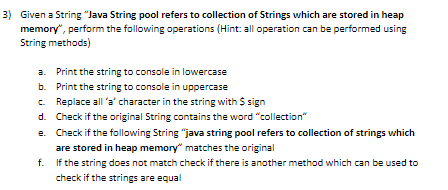 3) Given a String "Java String pool refers to collection of Strings which are stored in heap
memory", perform the following operations (Hint: all operation can be performed using
String methods)
a. Print the string to console in lowercase
b. Print the string to console in uppercase
c. Replace all 'a' character in the string with $ sign
d. Check if the original String contains the word "collection"
e. Check if the following String "java string pool refers to collection of strings which
are stored in heap memory" matches the original
f. If the string does not match check if there is another method which can be used to
check if the strings are equal